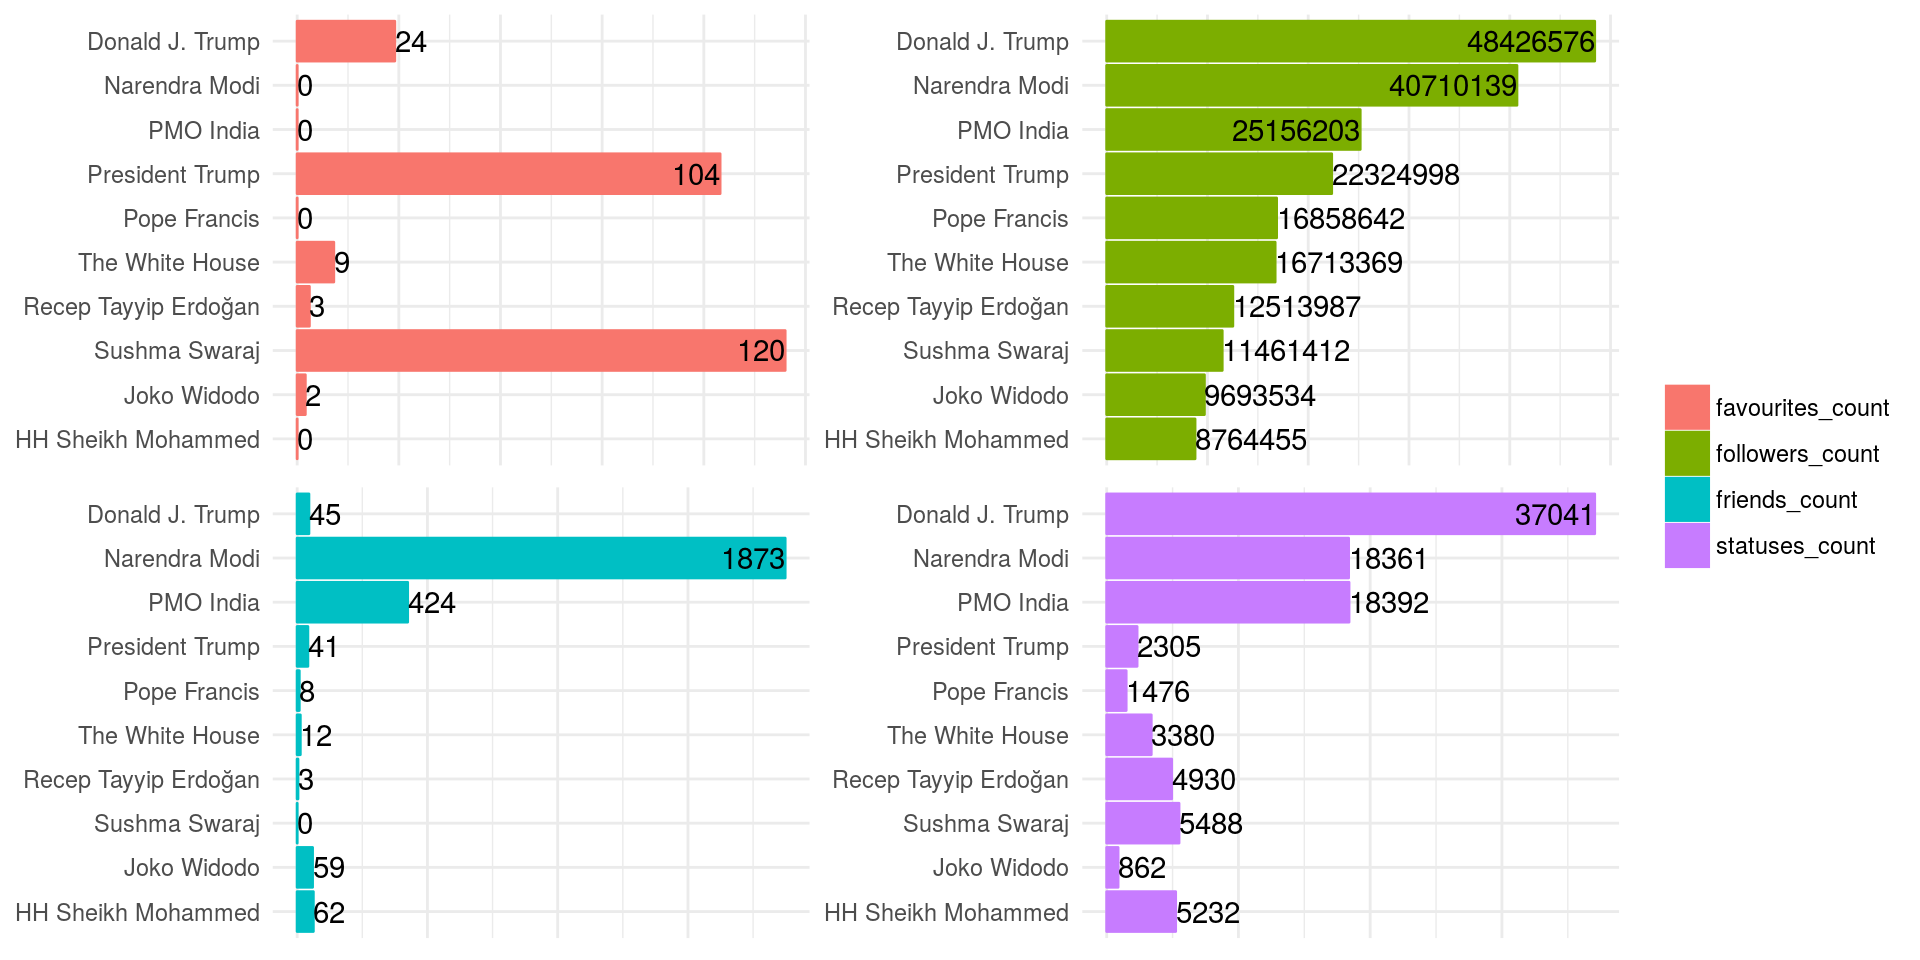 Donald J. Trump 24
Narendra Modi 0
PMO India 0
President Trump 104
Pope Francis 0
The White House 9
Recep Tayyip Erdoğan 3
Sushma Swaraj 120
Joko Widodo 2
HH Sheikh Mohammed 0
Donald J. Trump 48426576
Narendra Modi 40710139
PMO India 25156203
President Trump 22324998
Pope Francis 16858642
The White House 16713369
Recep Tayyip Erdoğan 12513987
Sushma Swaraj 11461412
Joko Widodo 9693534
HH Sheikh Mohammed 8764455
Donald J. Trump 45
Narendra Modi 1873
PMO India 424
President Trump 41
Pope Francis 8
The White House 12
Recep Tayyip Erdoğan 3
Sushma Swaraj 0
Joko Widodo 59
HH Sheikh Mohammed 62
Donald J. Trump 37041
Narendra Modi 18361
PMO India 18392
President Trump 2305
Pope Francis 1476
The White House 3380
Recep Tayyip Erdoğan 4930
Sushma Swaraj 5488
Joko Widodo 862
HH Sheikh Mohammed 5232
favourites_count
followers_count
friends_count
statuses_count